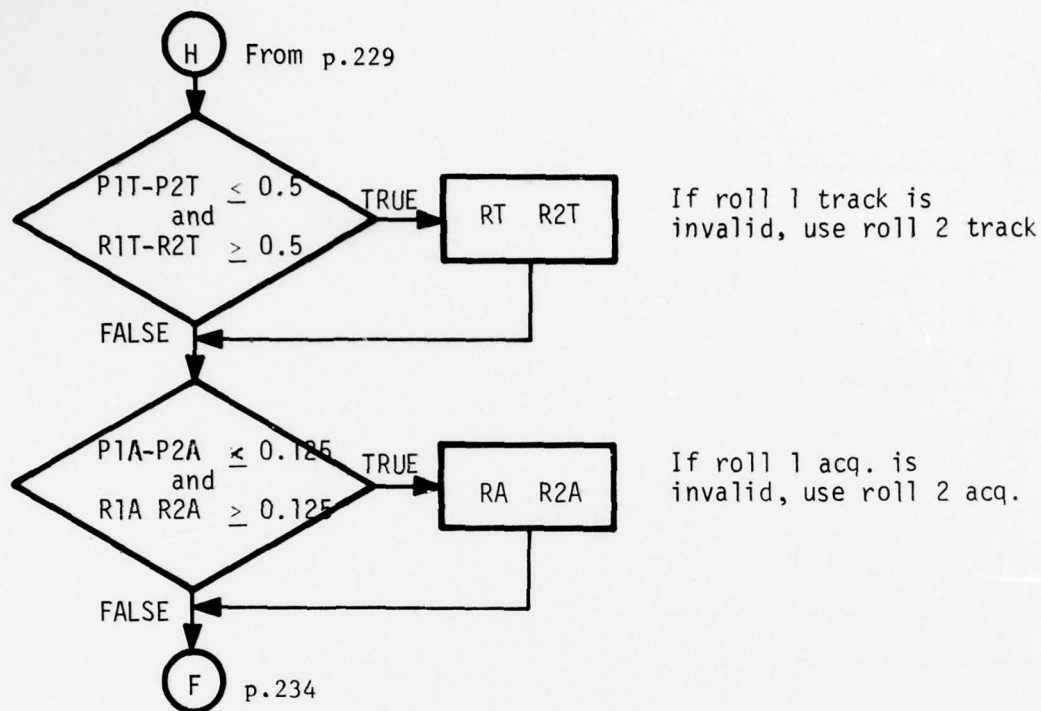 H From p.229
P1T-P2T ≤ 0.5
and
R1T-R2T ≥ 0.5
TRUE
RT R2T
If roll 1 track is
invalid, use roll 2 track
FALSE
P1A-P2A ≤ 0.125
and
R1A R2A ≥ 0.125
TRUE
RA R2A
If roll 1 acq. is
invalid, use roll 2 acq.
FALSE
F p.234